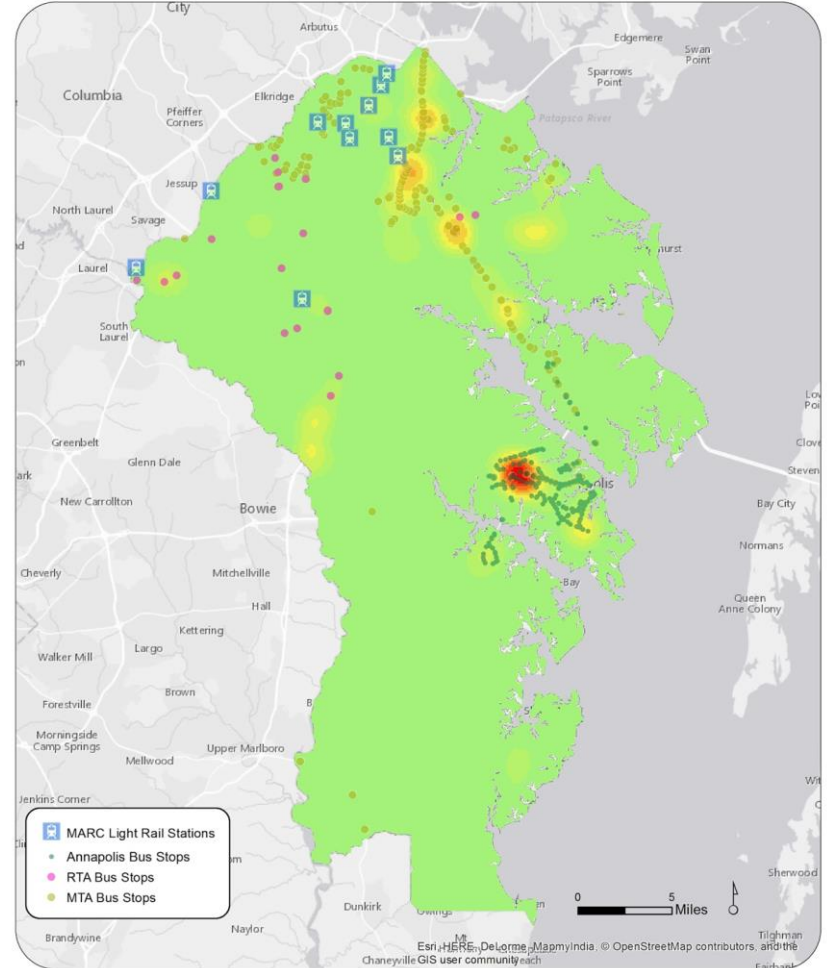 City
Arbutus
Edgemere
Swan
Point
Sparrows
Point
Columbia
Elkridge
Pfeiffer
Corners
Patapsco River
Jessup
North Laurel
Savage
Laurel
South
Laurel
Greenbelt
Glenn Dale
New Carrollton
Bowie
Cheverly
Mitchellville
Hall
Kettering
Largo
Walker Mill
Brown
Forestville
Morningside
Camp Springs
Mellwood
Upper Marlboro
Jenkins Corner
Bay City
Normans
Queen
Anne Colony
-Bay
Steven
Clove
MARC Light Rail Stations
Annapolis Bus Stops
RTA Bus Stops
MTA Bus Stops
0 5
Miles
Sherwood
Dunkirk
Owings
Naylor
Brandywine
Chaneyville
Tilghman
Esri, HERE, DeLorme, MapmyIndia, © OpenStreetMap contributors, and the
GIS user community